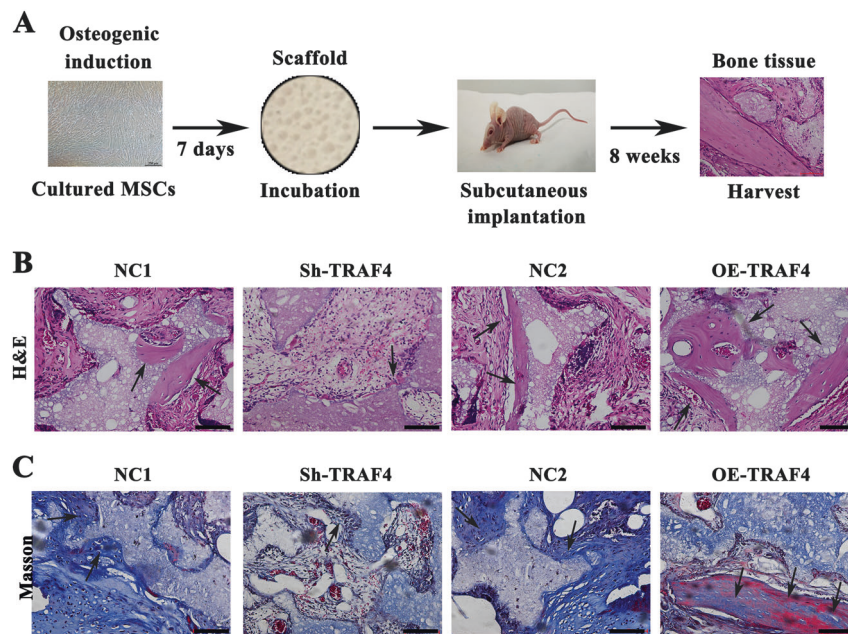 A
Osteogenic
induction
Scaffold
Bone tissue
7 days
8 weeks
Cultured MSCs
Incubation
Subcutaneous
implantation
Harvest
B
NC1
Sh-TRAF4
NC2
OE-TRAF4
H&E
C
NC1
Sh-TRAF4
NC2
OE-TRAF4
Masson